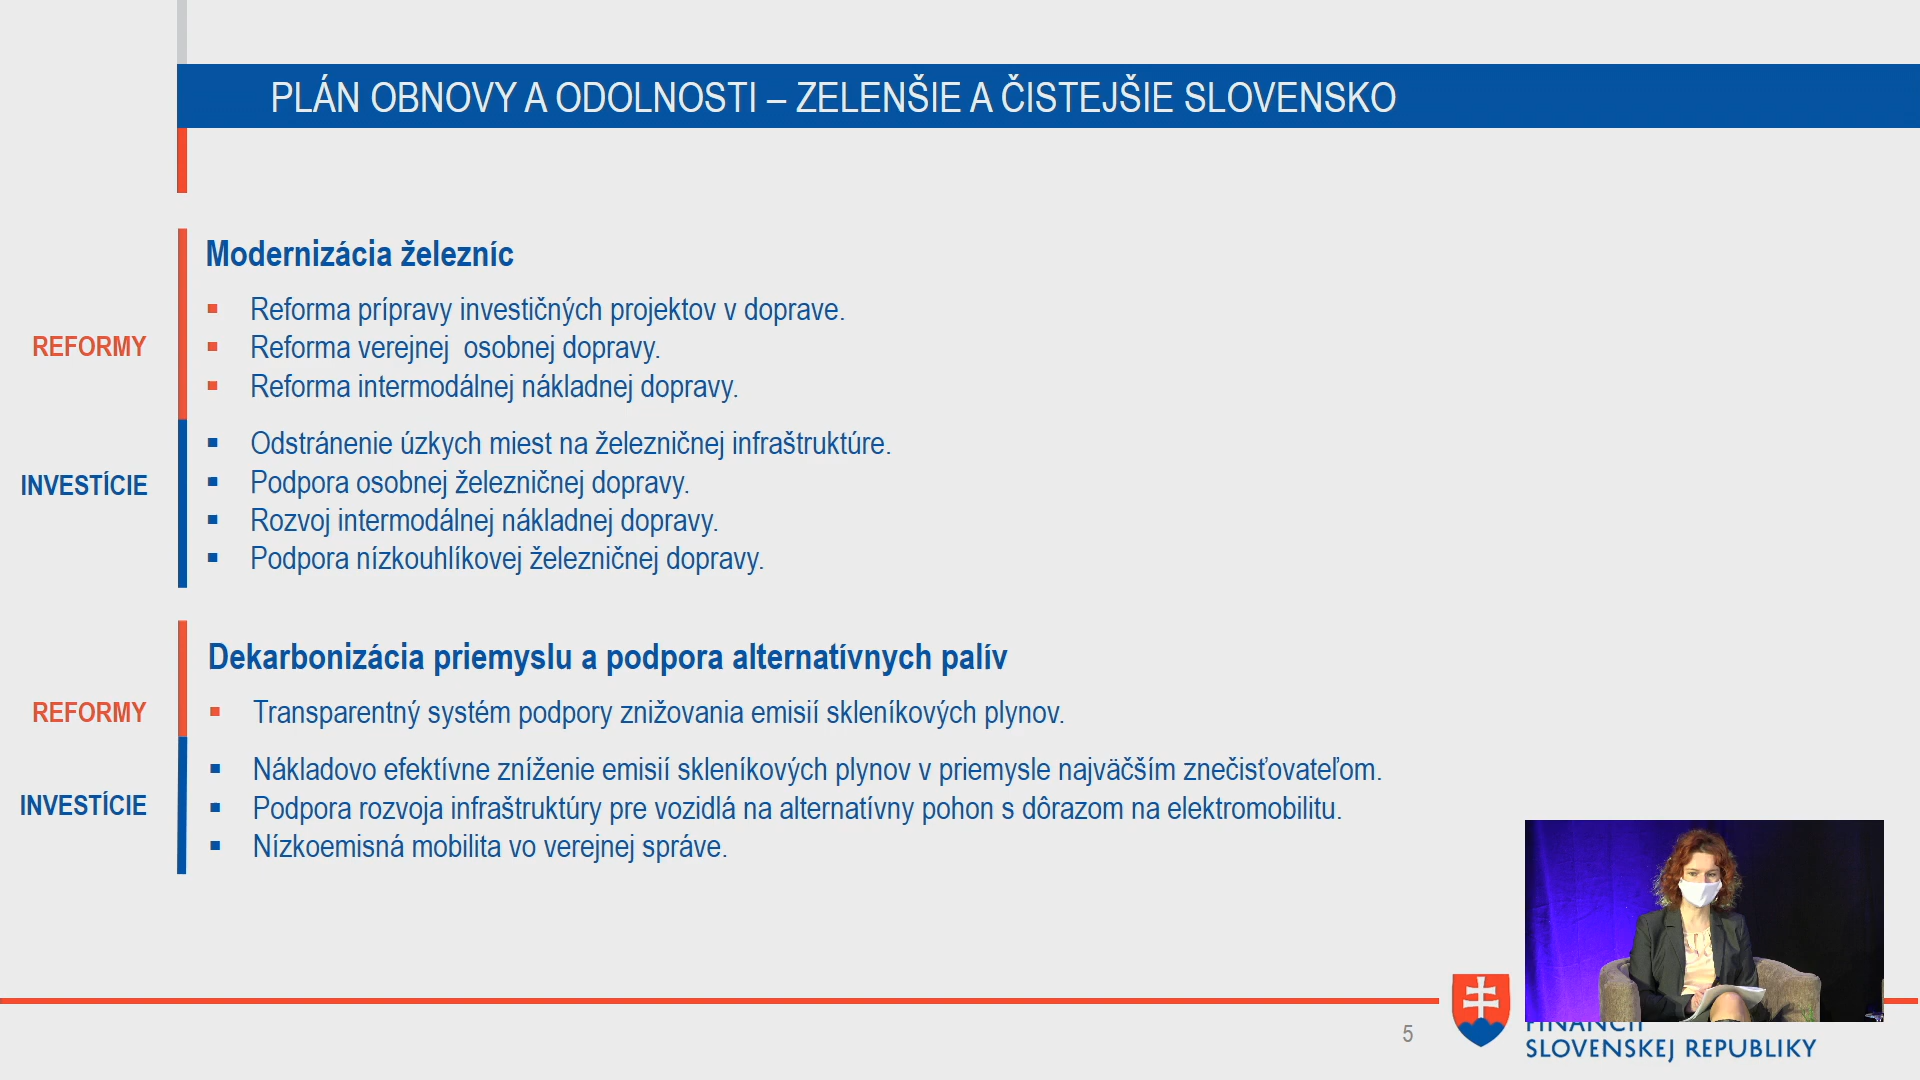 PLÁN OBNOVY A ODOLNOSTI – ZELENŠIE A ČISTEJŠIE SLOVENSKO
Modernizácia železníc
REFORMY
Reforma prípravy investičných projektov v doprave.
Reforma verejnej osobnej dopravy.
Reforma intermodálnej nákladnej dopravy.
INVESTÍCIE
Odstránenie úzkych miest na železničnej infraštruktúre.
Podpora osobnej železničnej dopravy.
Rozvoj intermodálnej nákladnej dopravy.
Podpora nízkouhlíkovej železničnej dopravy.
Dekarbonizácia priemyslu a podpora alternatívnych palív
REFORMY
Transparentný systém podpory znižovania emisií skleníkových plynov.
INVESTÍCIE
Nákladovo efektívne zníženie emisií skleníkových plynov v priemysle najväčším znečisťovateľom.
Podpora rozvoja infraštruktúry pre vozidlá na alternatívny pohon s dôrazom na elektromobilitu.
Nízkoemisná mobilita vo verejnej správe.
5
FINANCIÍ
SLOVENSKEJ REPUBLIKY